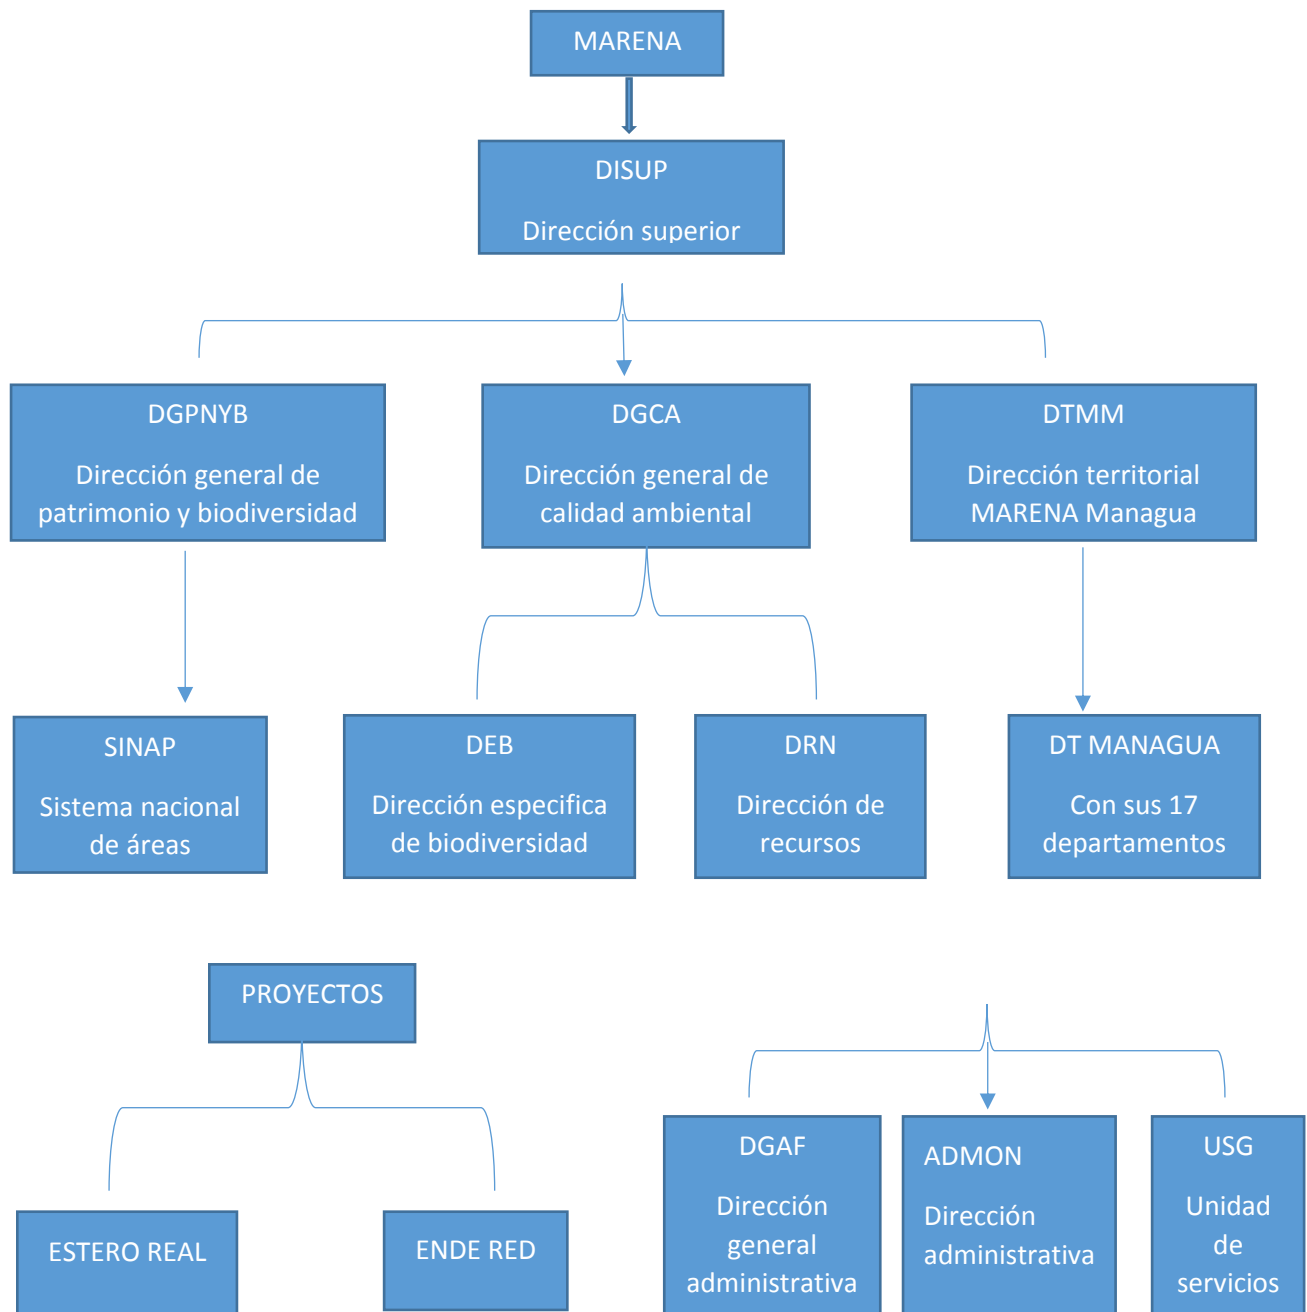 MARENA
DISUP
Dirección superior
DGPNYB
Dirección general de
patrimonio y biodiversidad
DGCA
Dirección general de
calidad ambiental
DTMM
Dirección territorial
MARENA Managua
SINAP
Sistema nacional
de áreas
DEB
Dirección especifica
de biodiversidad
DRN
Dirección de
recursos
DT MANAGUA
Con sus 17
departamentos
PROYECTOS
ESTERO REAL
ENDE RED
DGAF
Dirección
general
administrativa
ADMON
Dirección
administrativa
USG
Unidad
de
servicios